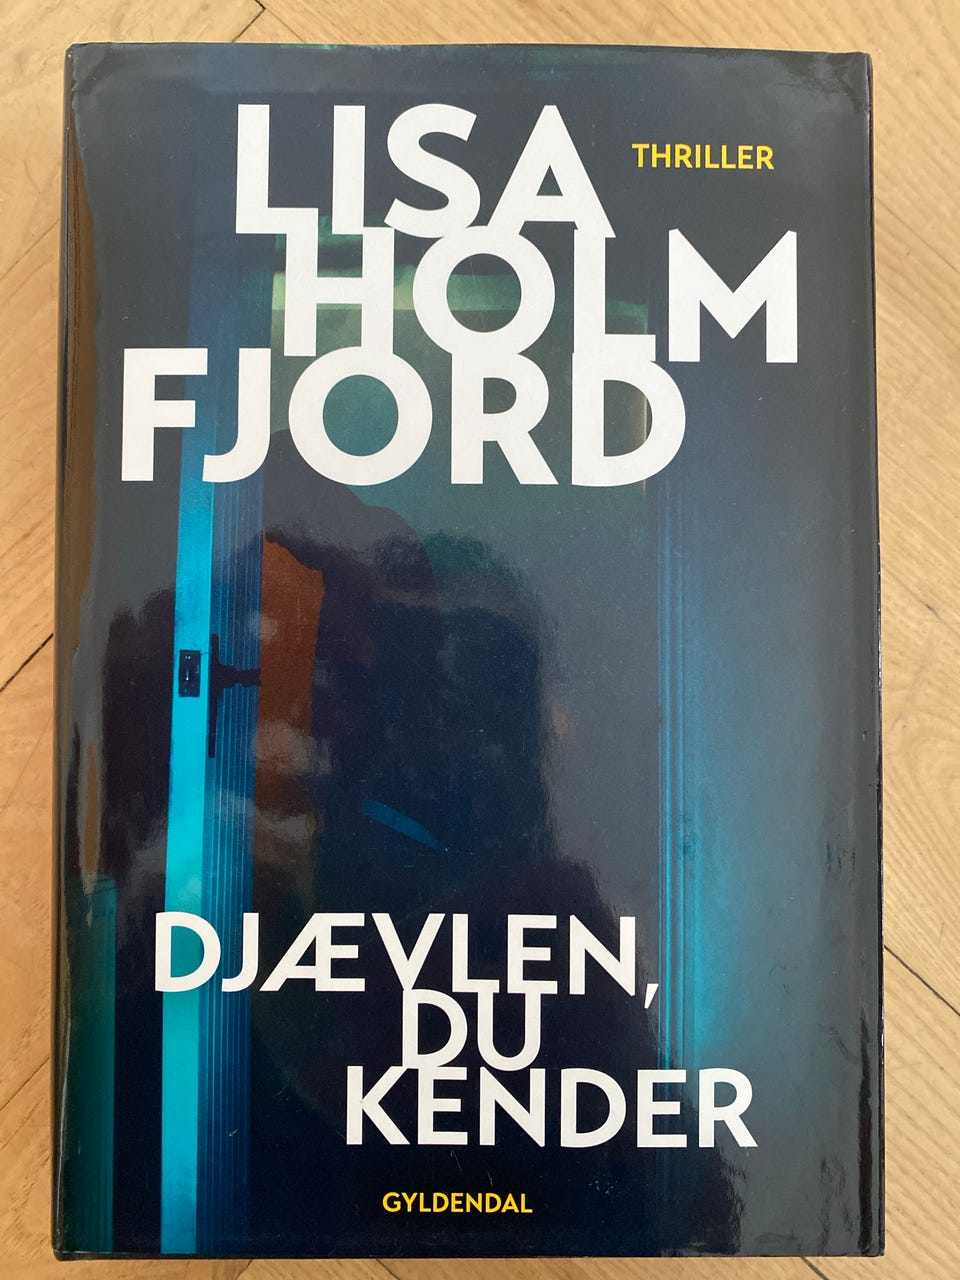 LISA
THRILLER
HOLM
FJORD
DJÆVLEN,
DU
KENDER
GYLDENDAL